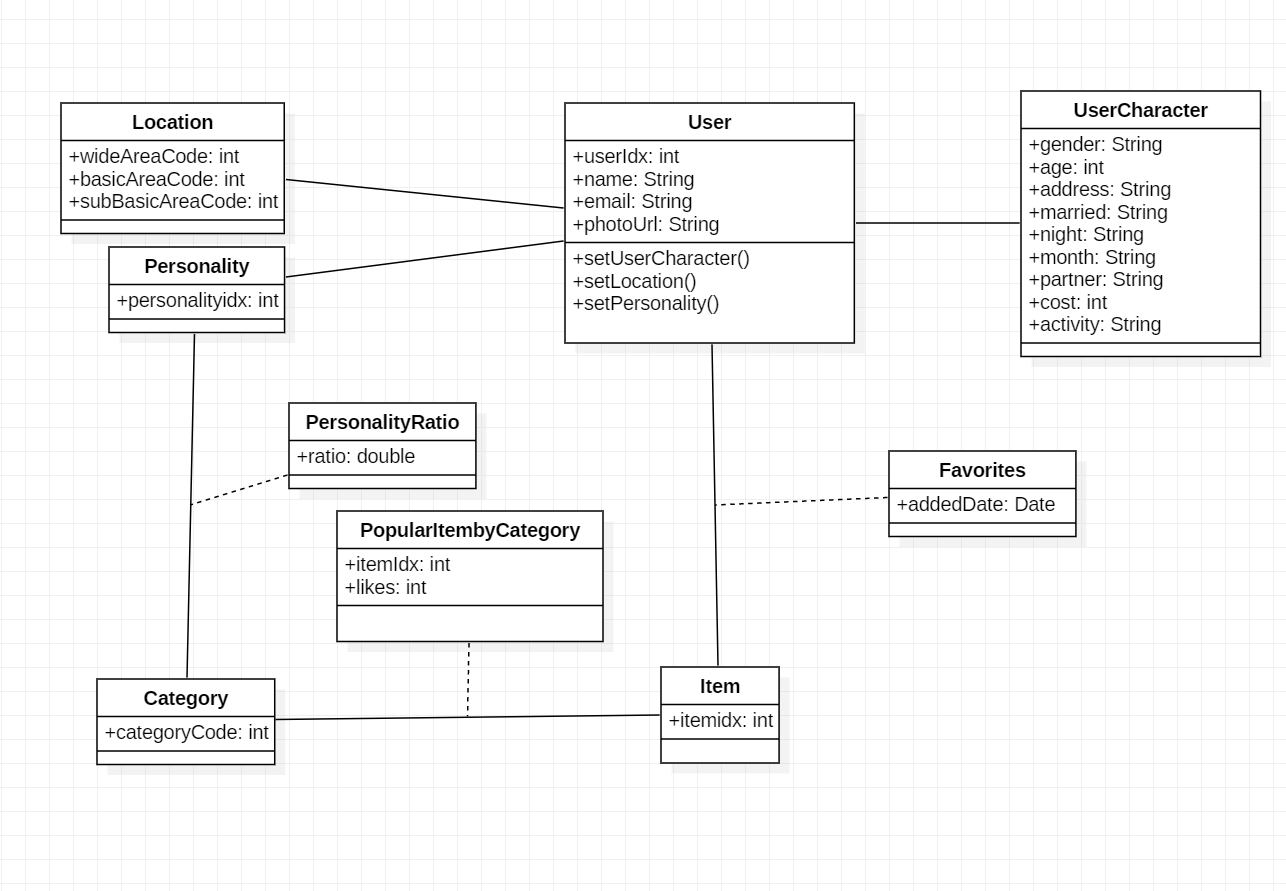 Location
+wideAreaCode: int
+basicAreaCode: int
+subBasicAreaCode: int
User
+userIdx: int
+name: String
+email: String
+photoUrl: String
+setUserCharacter()
+setLocation()
+setPersonality()
UserCharacter
+gender: String
+age: int
+address: String
+married: String
+night: String
+month: String
+partner: String
+cost: int
+activity: String
Personality
+personalityidx: int
PersonalityRatio
+ratio: double
Favorites
+addedDate: Date
PopularItembyCategory
+itemIdx: int
+likes: int
Category
+categoryCode: int
Item
+itemidx: int